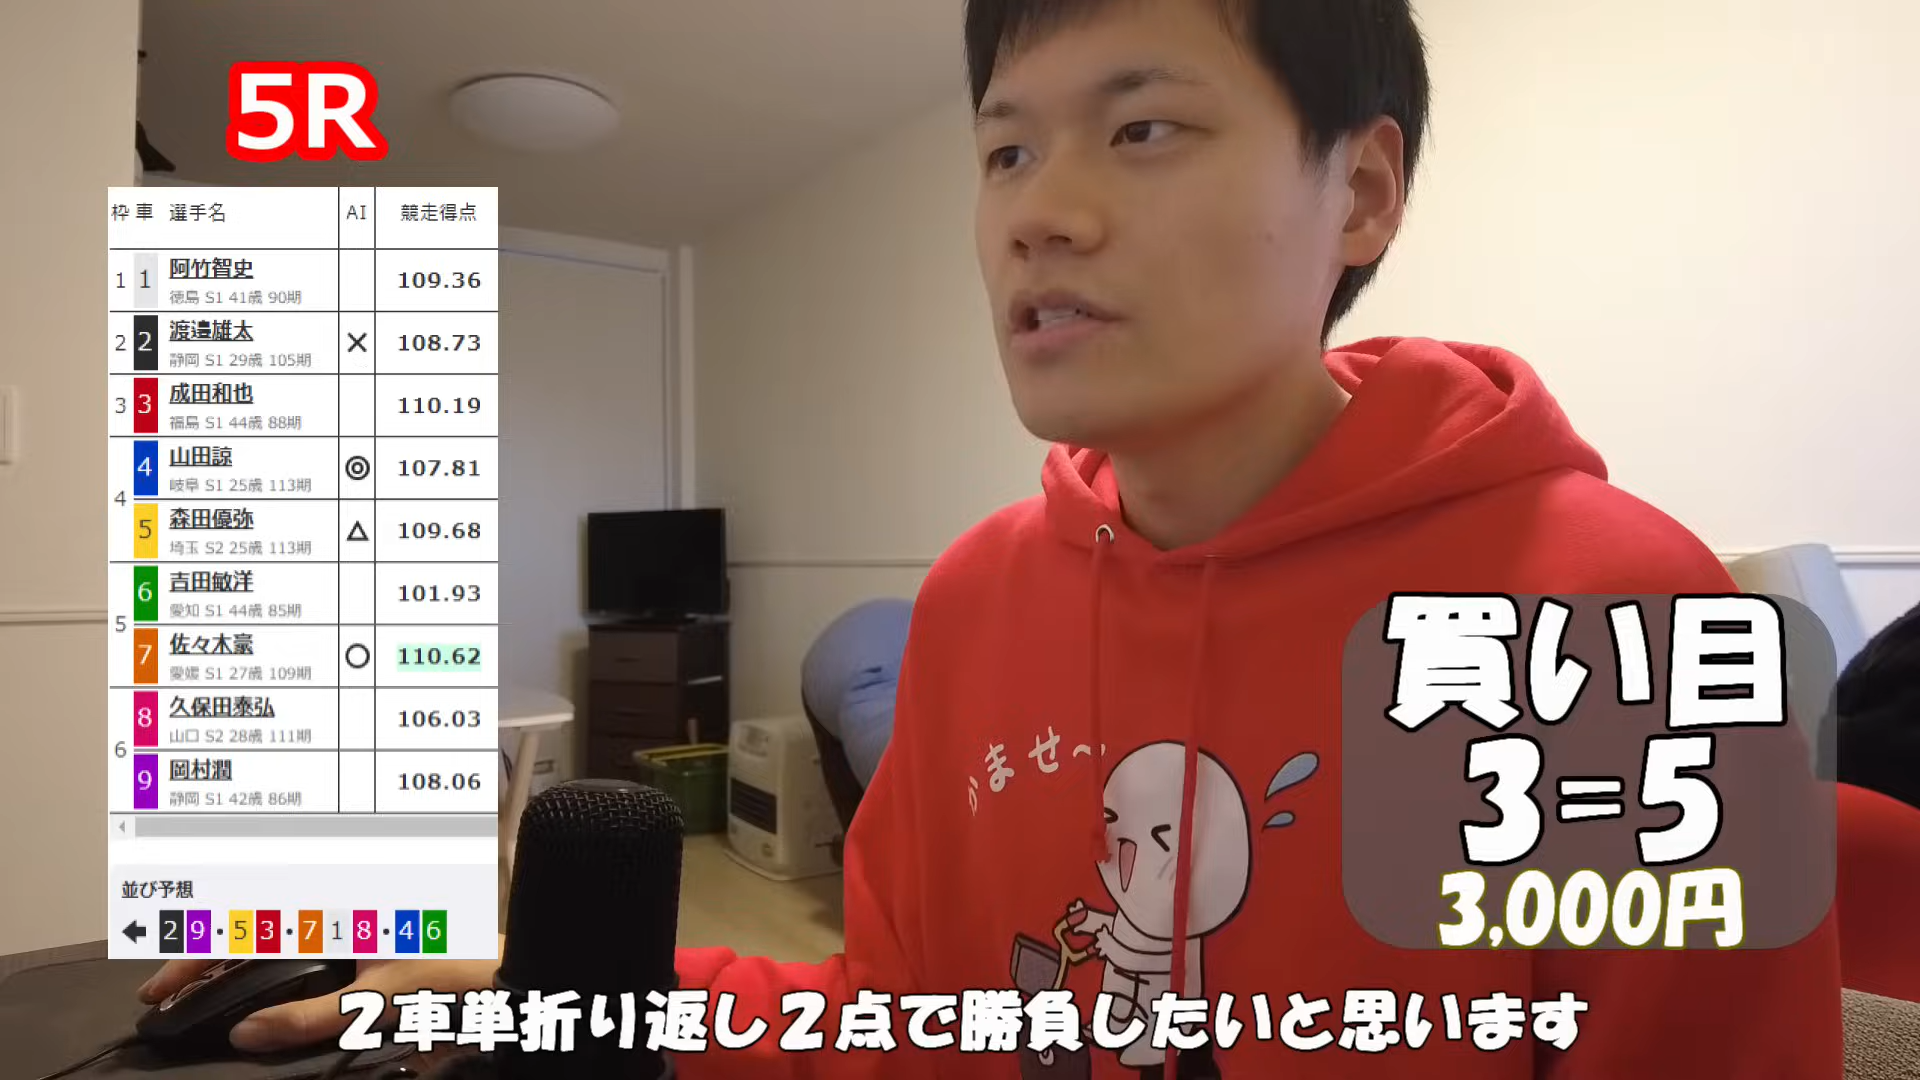 5R
枠 車 選手名 AI 競走得点
1 1 阿竹智史 109.36
徳島 S1 41歳 90期
2 2 渡邉雄太 × 108.73
静岡 S1 29歳 105期
3 3 成田和也 110.19
福島 S1 44歳 88期
4 4 山田諒 ◎ 107.81
岐阜 S1 25歳 113期
5 森田優弥 △ 109.68
埼玉 S2 25歳 113期
5 6 吉田敏洋 101.93
愛知 S1 44歳 85期
7 佐々木豪 ○ 110.62
愛媛 S1 27歳 109期
6 8 久保田泰弘 106.03
山口 S2 28歳 111期
9 岡村潤 108.06
静岡 S1 42歳 86期
並び予想
← 2 9 ・ 5 3 ・ 7 1 8 ・ 4 6
かませ〜
買い目
3=5
3,000円
2車単折り返し2点で勝負したいと思います